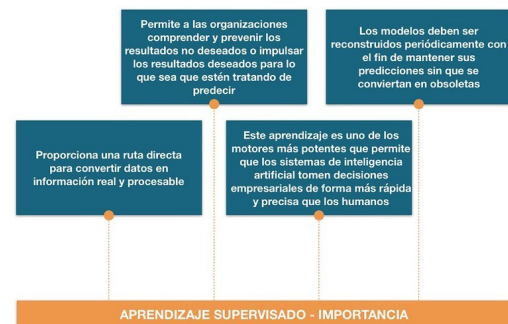 Permite a las organizaciones
comprender y prevenir los
resultados no deseados o impulsar
los resultados deseados para lo
que sea que estén tratando de
predecir
Los modelos deben ser
reconstruidos periódicamente con
el fin de mantener sus
predicciones sin que se
conviertan en obsoletas
Proporciona una ruta directa
para convertir datos en
información real y procesable
Este aprendizaje es uno de los
motores más potentes que permite
que los sistemas de inteligencia
artificial tomen decisiones
empresariales de forma más rápida
y precisa que los humanos
APRENDIZAJE SUPERVISADO - IMPORTANCIA